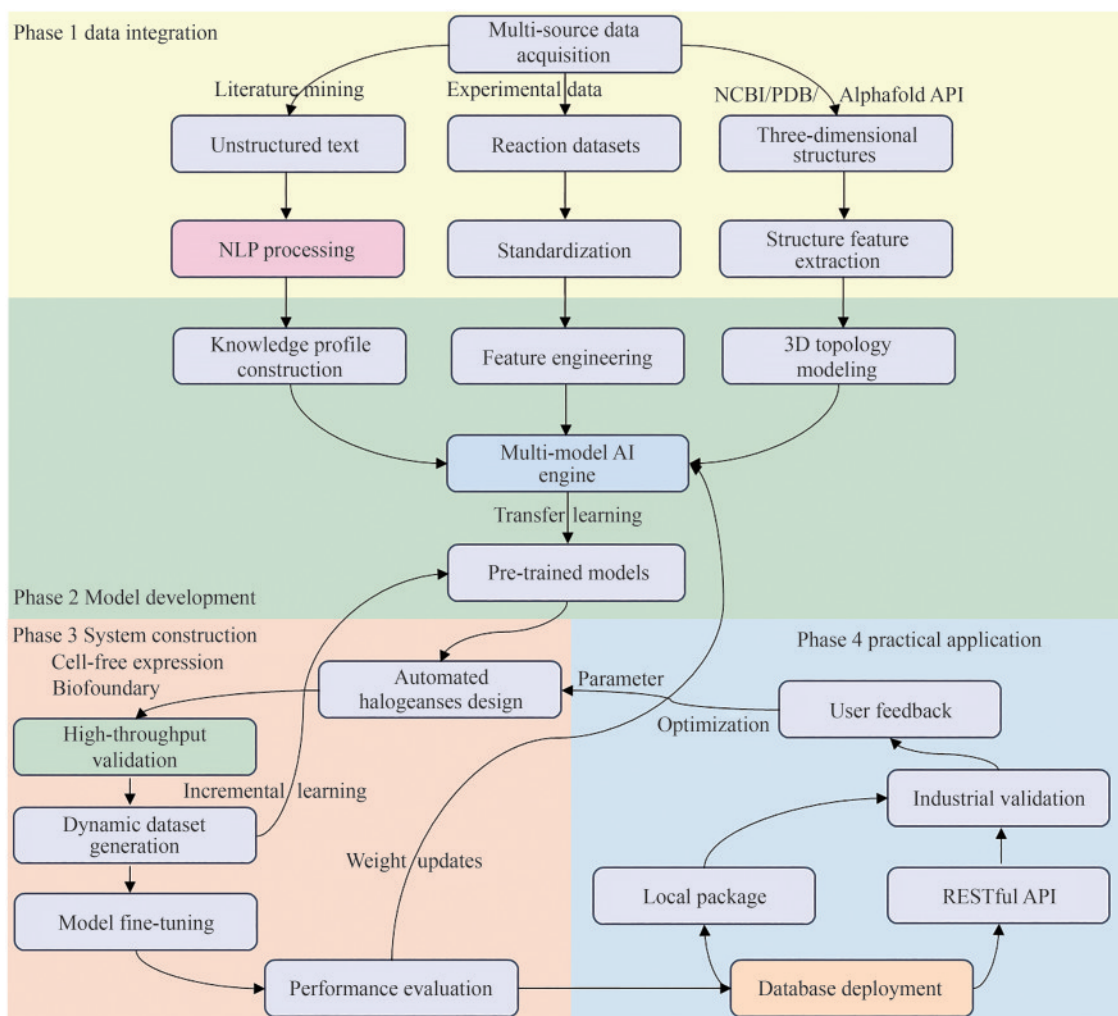 Phase 1 data integration
Multi-source data
acquisition
Literature mining
Experimental data
NCBI/PDB/ Alphafold API
Unstructured text
Reaction datasets
Three-dimensional
structures
NLP processing
Standardization
Structure feature
extraction
Knowledge profile
construction
Feature engineering
3D topology
modeling
Multi-model AI
engine
Transfer learning
Pre-trained models
Phase 2 Model development
Phase 3 System construction
Cell-free expression
Biofoundary
Phase 4 practical application
Automated
halogeanses design
Parameter
Optimization
User feedback
High-throughput
validation
Incremental learning
Industrial validation
Dynamic dataset
generation
Weight updates
Local package
RESTful API
Model fine-tuning
Performance evaluation
Database deployment